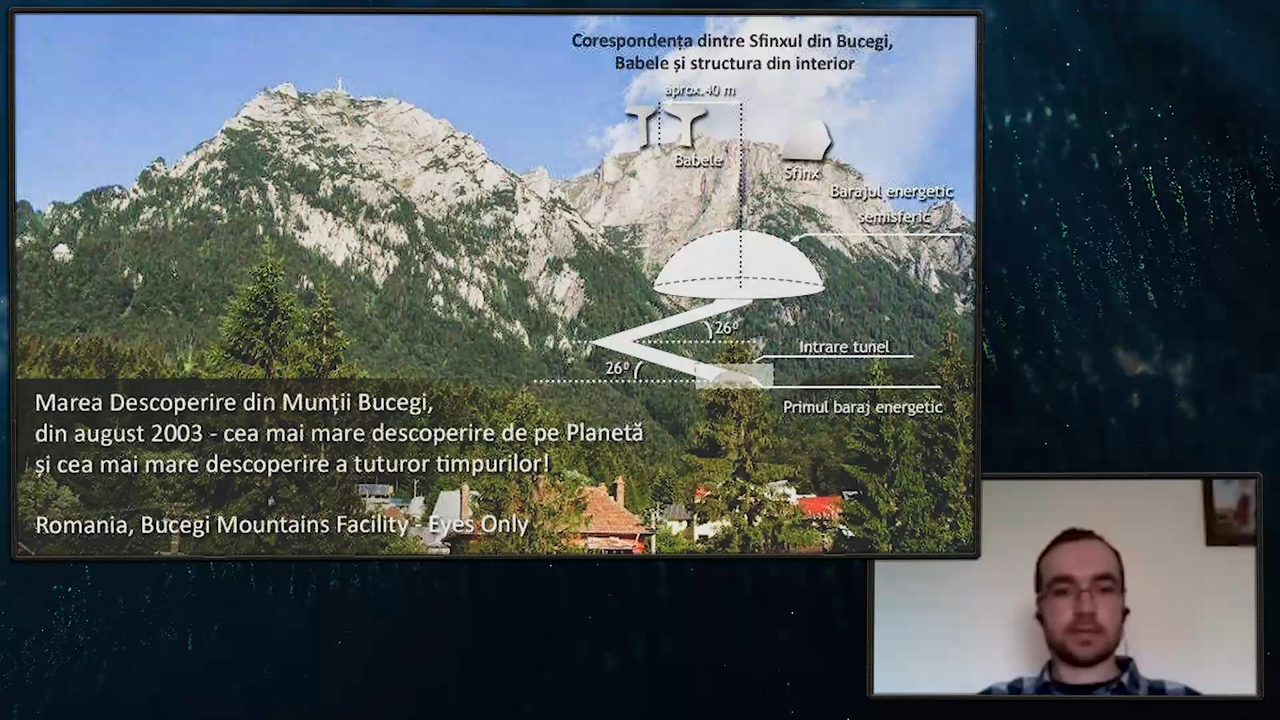 Corespondența dintre Sfinxul din Bucegi,
Babele și structura din interior
aprox. 40 m
Babele
Sfinx
Barajul energetic
semisferic
26º
Intrare tunel
26º
Primul baraj energetic
Marea Descoperire din Munții Bucegi,
din august 2003 - cea mai mare descoperire de pe Planetă
și cea mai mare descoperire a tuturor timpurilor!
Romania, Bucegi Mountains Facility - Eyes Only